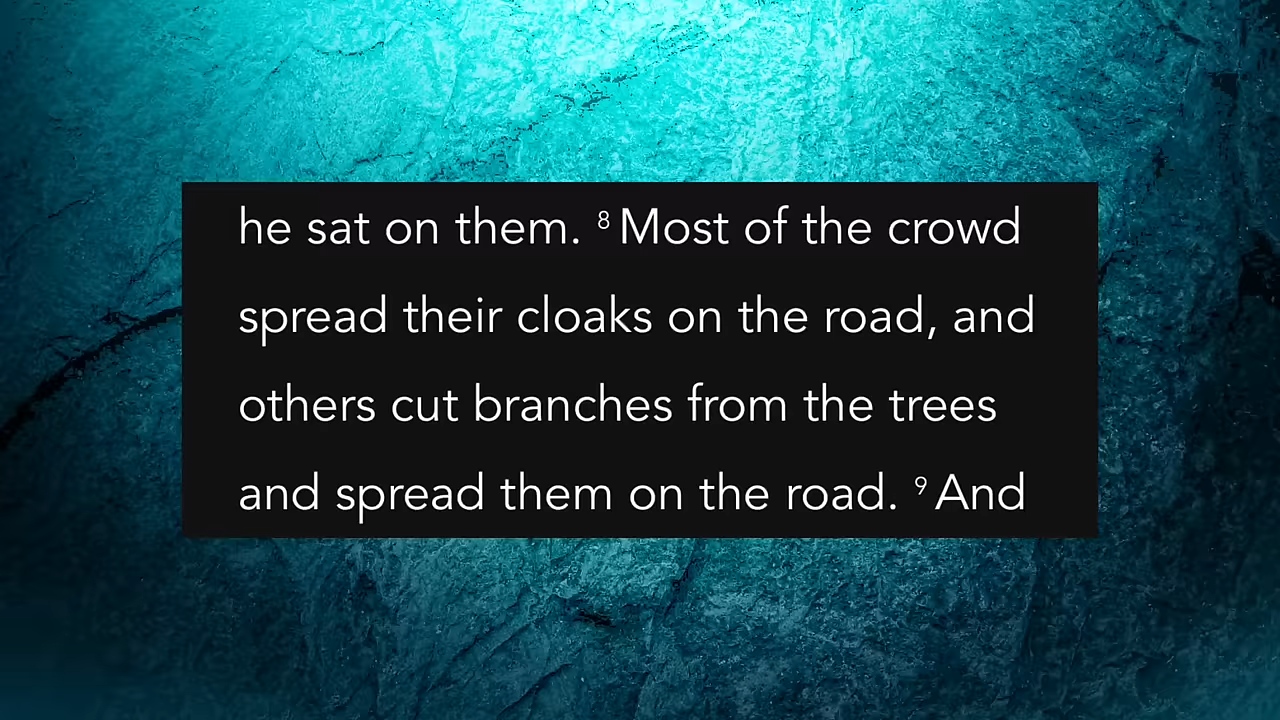 he sat on them. 8 Most of the crowd
spread their cloaks on the road, and
others cut branches from the trees
and spread them on the road. 9 And